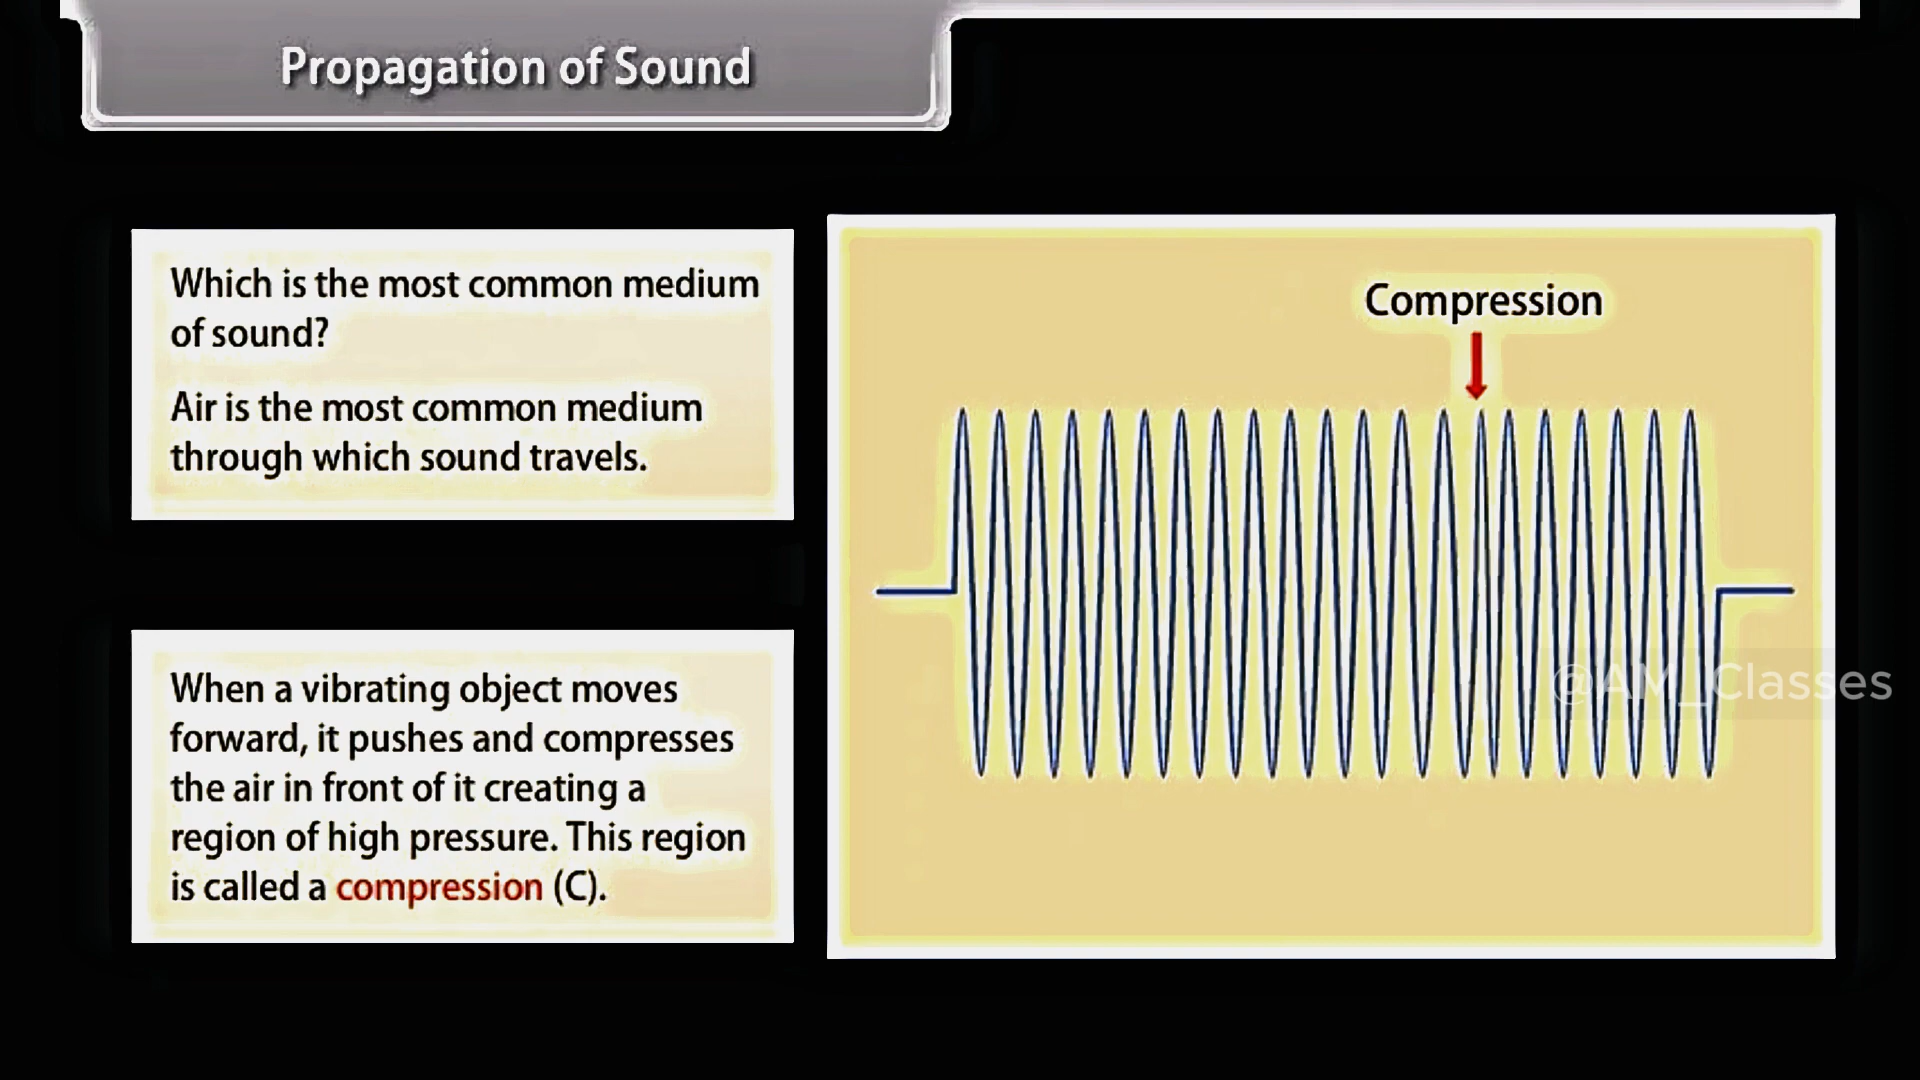 Propagation of Sound
Which is the most common medium
of sound?
Air is the most common medium
through which sound travels.
When a vibrating object moves
forward, it pushes and compresses
the air in front of it creating a
region of high pressure. This region
is called a compression (C).
Compression
@AM_Classes